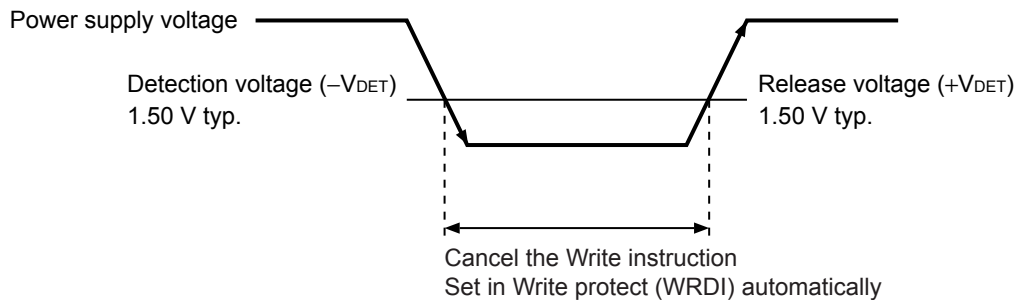 Power supply voltage
Detection voltage (−VDET)
1.50 V typ.
Release voltage (+VDET)
1.50 V typ.
Cancel the Write instruction
Set in Write protect (WRDI) automatically